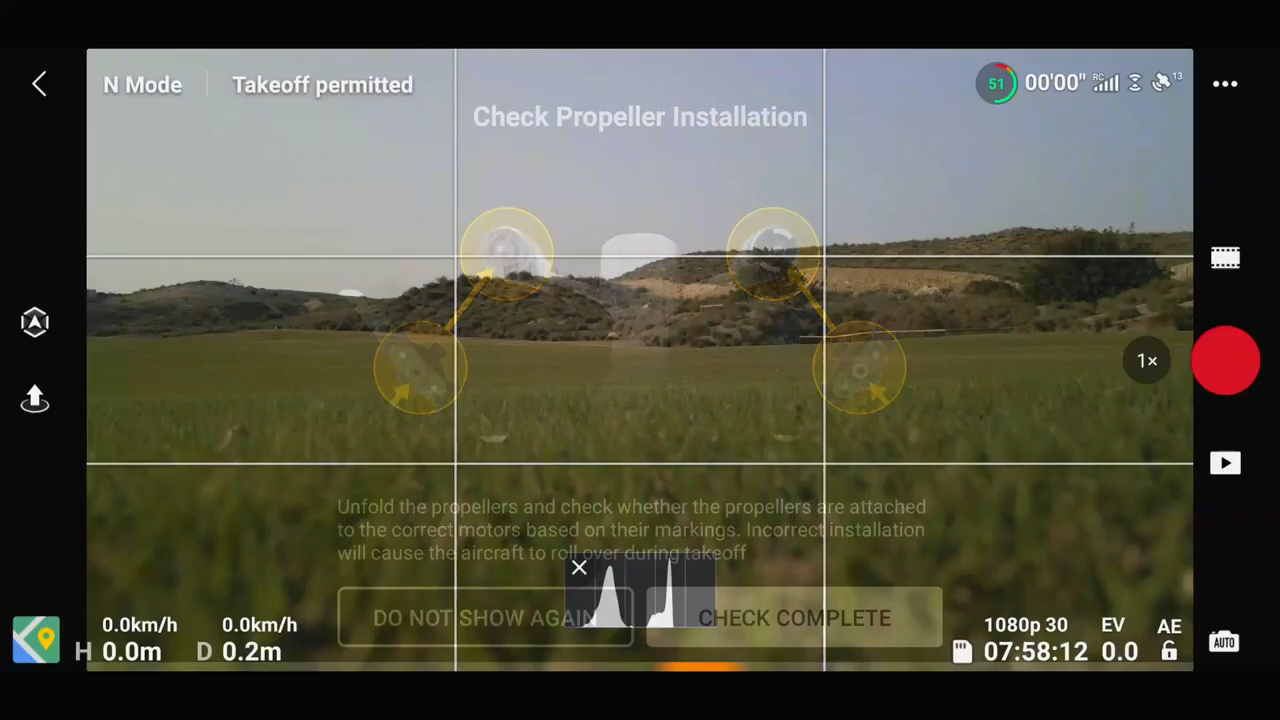 N Mode
Takeoff permitted
51
00'00"
RC
13
Check Propeller Installation
1×
Unfold the propellers and check whether the propellers are attached
to the correct motors based on their markings. Incorrect installation
will cause the aircraft to roll over during takeoff
DO NOT SHOW AGAIN
CHECK COMPLETE
0.0km/h
0.0km/h
H 0.0m
D 0.2m
1080p 30
EV
AE
07:58:12
0.0
AUTO